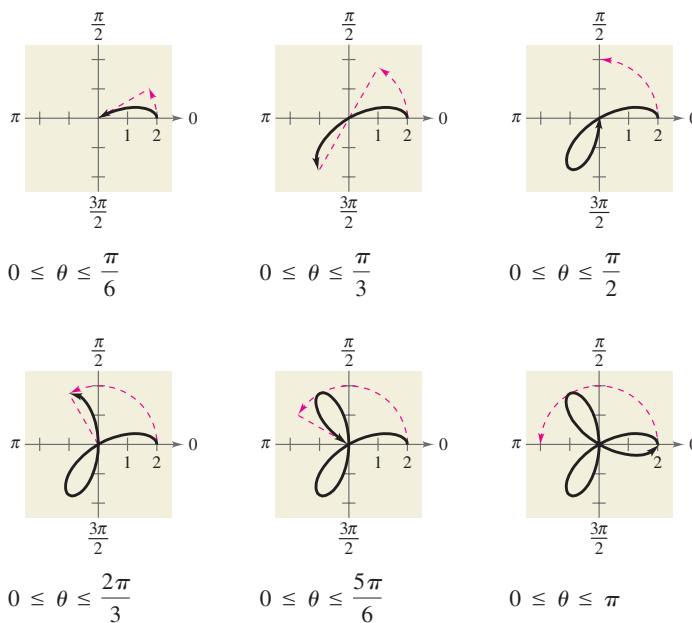 π/2 π/2 π/2
π 1 2 0 π 1 2 0 π 1 2 0
3π/2 3π/2 3π/2
0 ≤ θ ≤ π/6 0 ≤ θ ≤ π/3 0 ≤ θ ≤ π/2
π/2 π/2 π/2
π 1 2 0 π 1 2 0 π 2 0
3π/2 3π/2 3π/2
0 ≤ θ ≤ 2π/3 0 ≤ θ ≤ 5π/6 0 ≤ θ ≤ π